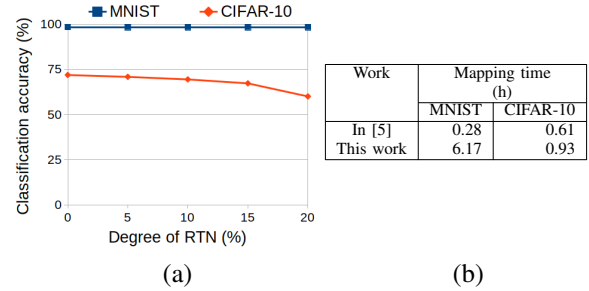 MNIST CIFAR-10
Classification accuracy (%)
100
75
50
25
0
0 5 10 15 20
Degree of RTN (%)
(a)
Work Mapping time
(h)
MNIST CIFAR-10
In [5] 0.28 0.61
This work 6.17 0.93
(b)